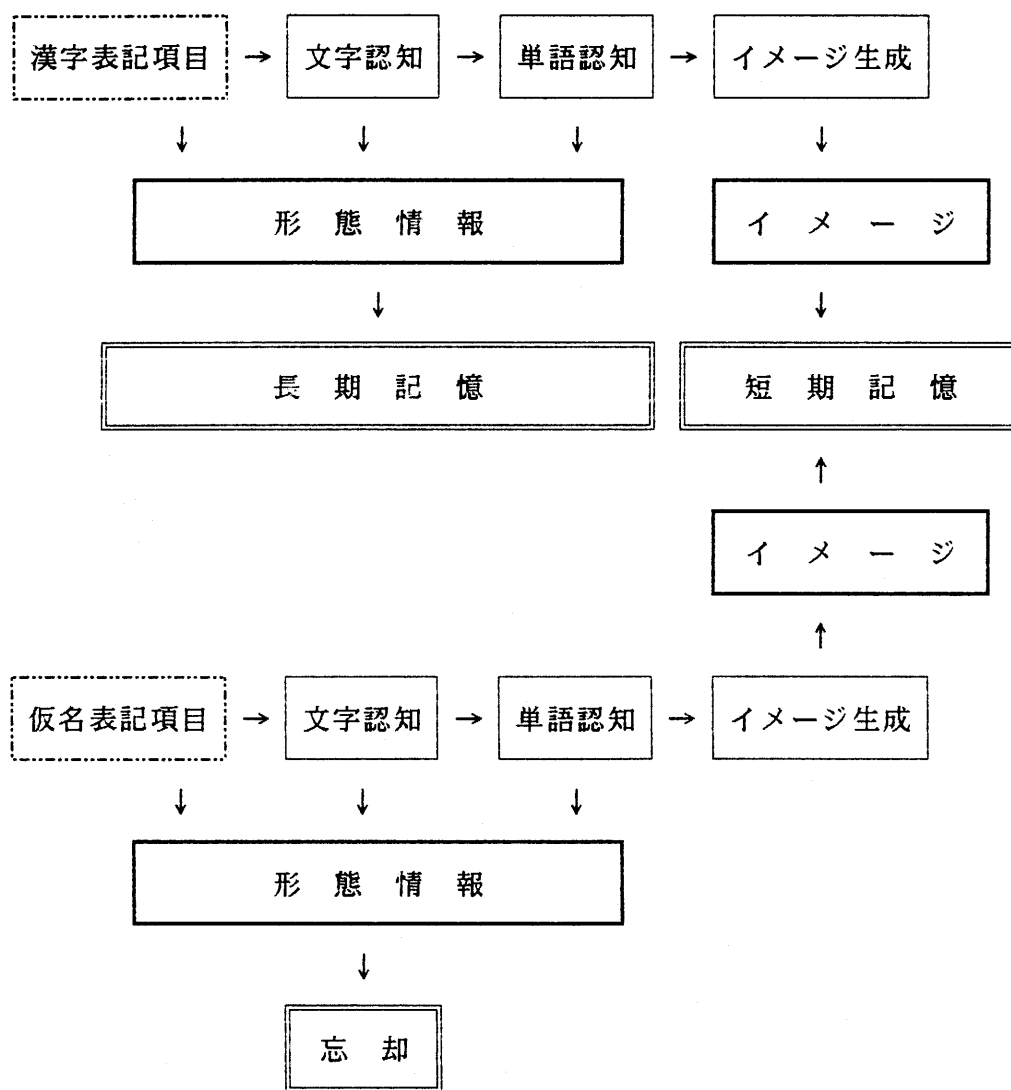 漢字表記項目 → 文字認知 → 単語認知 → イメージ生成
↓ ↓ ↓ ↓
形態情報 イメージ
↓ ↓
長期記憶 短期記憶
↑
イメージ
↑
仮名表記項目 → 文字認知 → 単語認知 → イメージ生成
↓ ↓ ↓
形態情報
↓
忘却